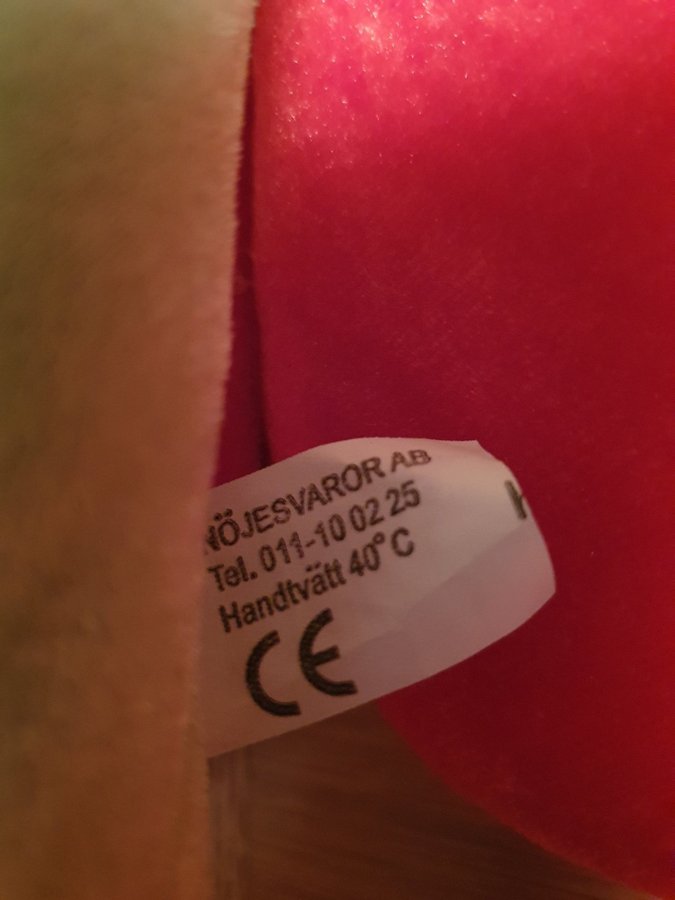 NÖJESVAROR AB
Tel. 011-10 02 25
Handtvätt 40°C
CE